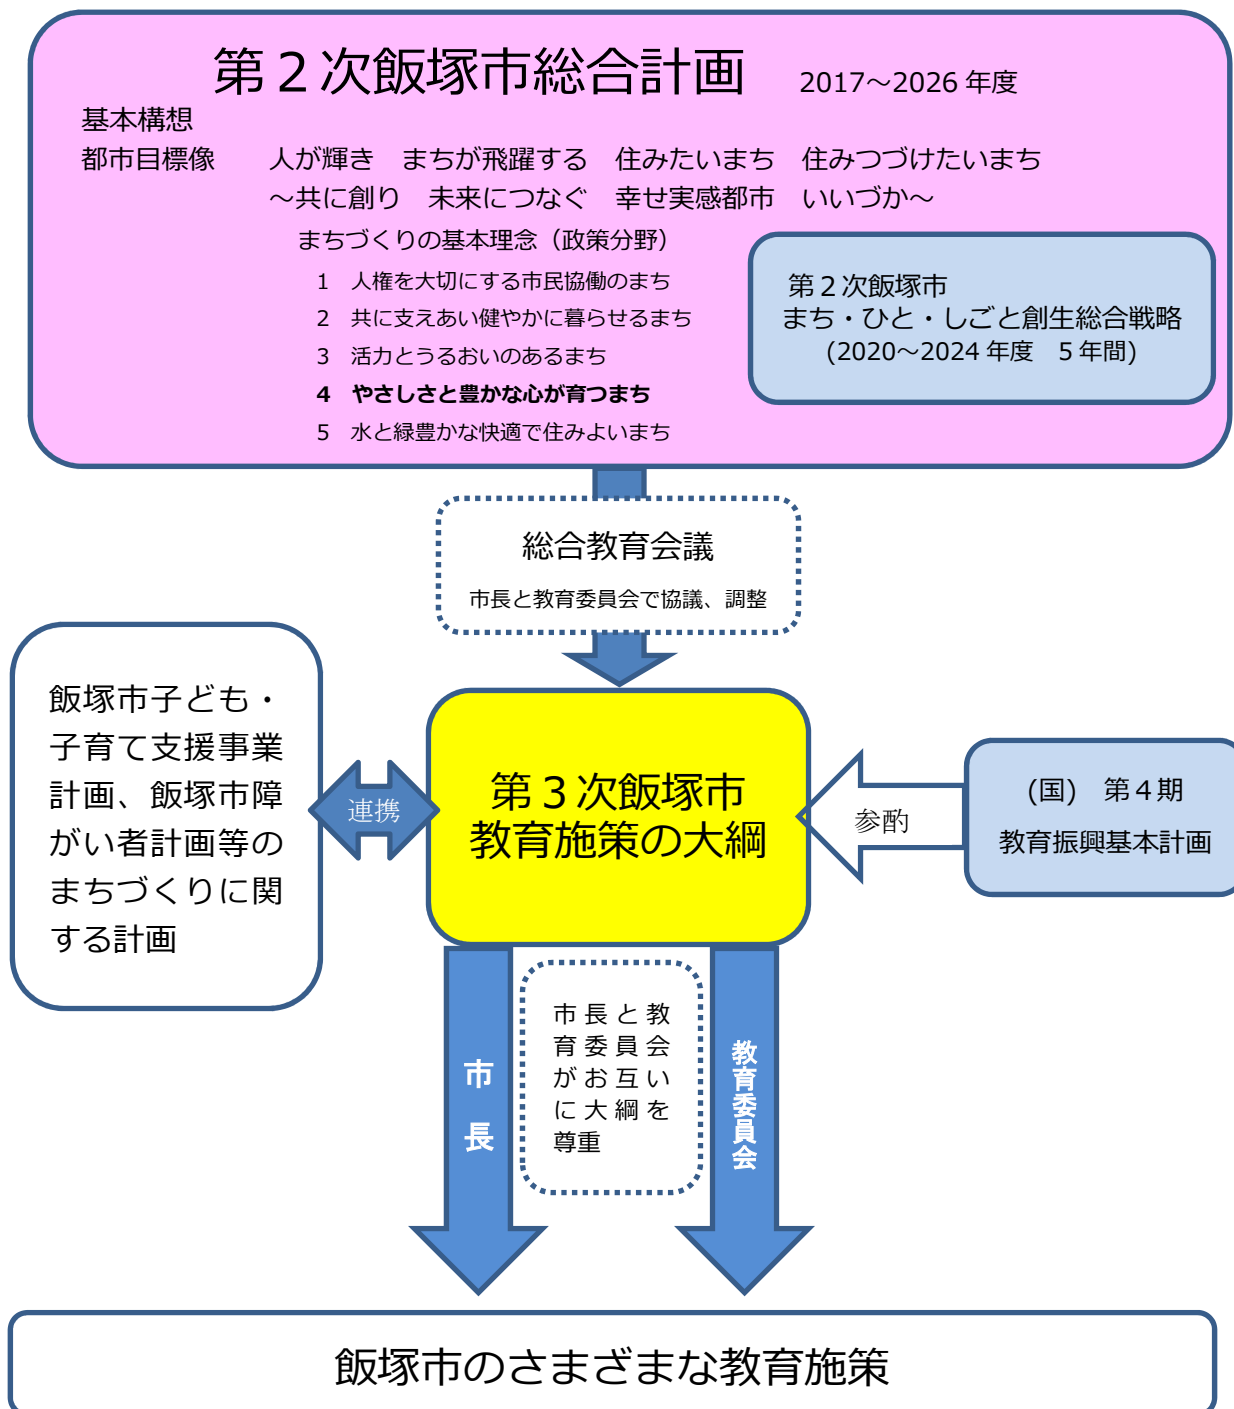 第２次飯塚市総合計画 2017～2026 年度
基本構想
都市目標像　人が輝き　まちが飛躍する　住みたいまち　住みつづけたいまち
～共に創り　未来につなぐ　幸せ実感都市　いいづか～
まちづくりの基本理念（政策分野）
1　人権を大切にする市民協働のまち
2　共に支えあい健やかに暮らせるまち
3　活力とうるおいのあるまち
4　やさしさと豊かな心が育つまち
5　水と緑豊かな快適で住みよいまち
第２次飯塚市
まち・ひと・しごと創生総合戦略
(2020～2024 年度　５年間)
総合教育会議
市長と教育委員会で協議、調整
飯塚市子ども・
子育て支援事業
計画、飯塚市障
がい者計画等の
まちづくりに関
する計画
連携
第３次飯塚市
教育施策の大綱
参酌
(国)　第４期
教育振興基本計画
市長
市長と教
育委員会
がお互い
に大綱を
尊重
教育委員会
飯塚市のさまざまな教育施策